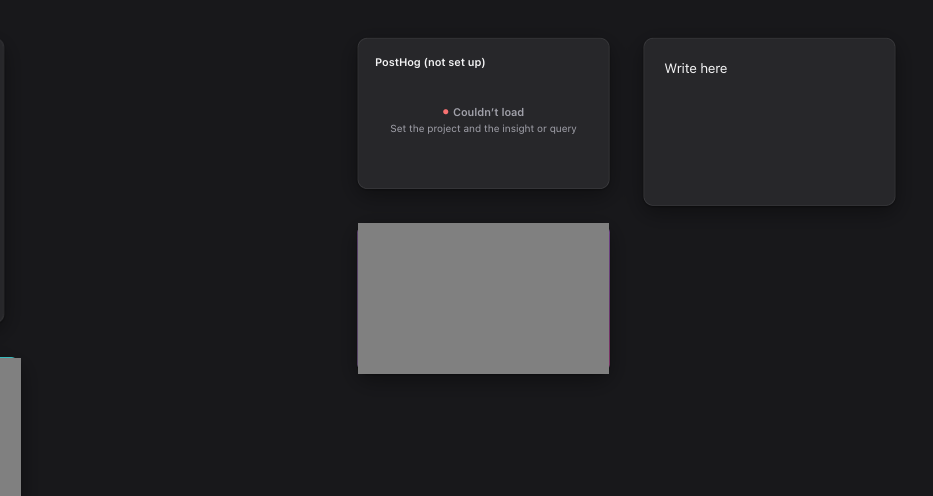 PostHog (not set up)
Couldn't load
Set the project and the insight or query
Write here